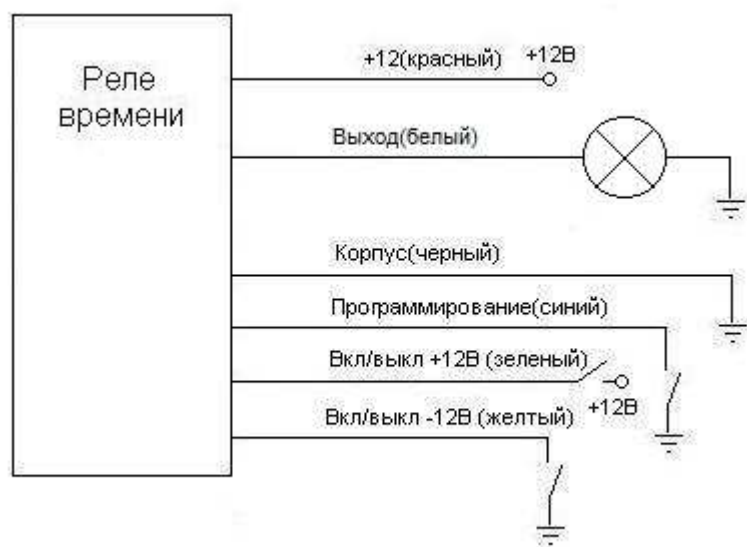 Реле
времени
+12(красный) +12В
Выход(белый)
Корпус(черный)
Программирование(синий)
Вкл/выкл +12В (зеленый)
+12В
Вкл/выкл -12В (желтый)